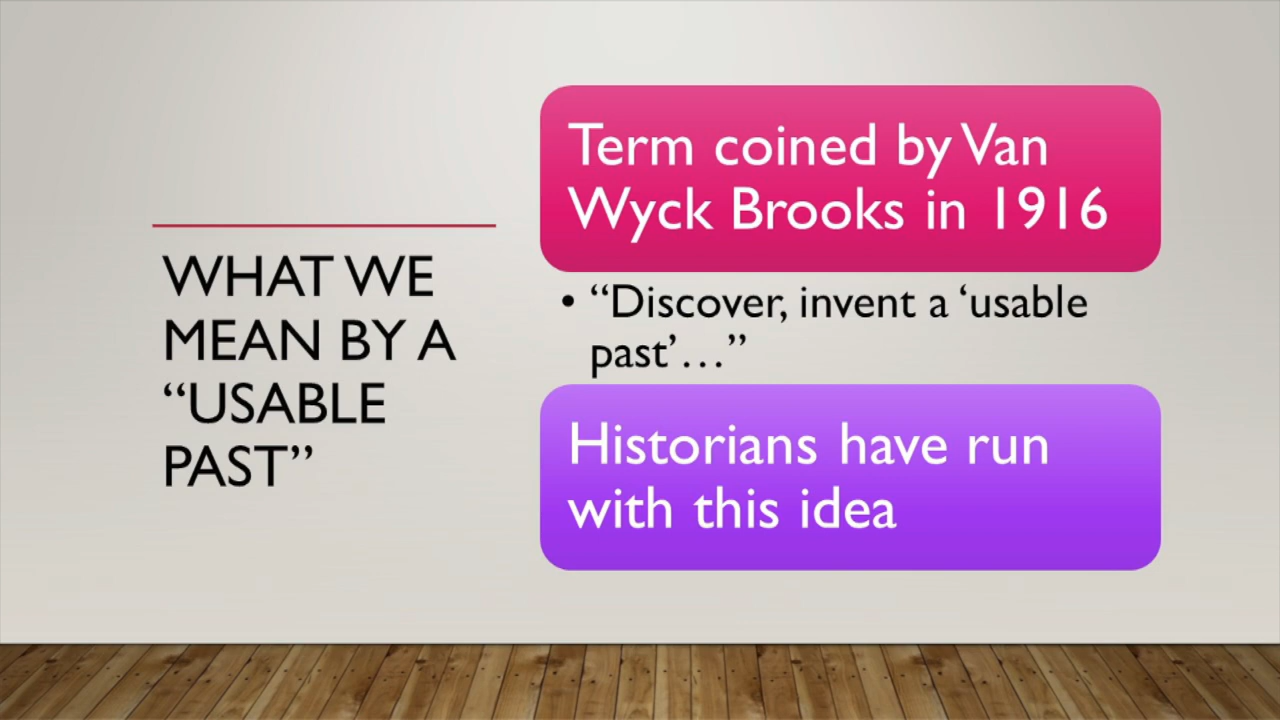 WHAT WE
MEAN BY A
“USABLE
PAST”
Term coined by Van
Wyck Brooks in 1916
• “Discover, invent a ‘usable
past’…”
Historians have run
with this idea